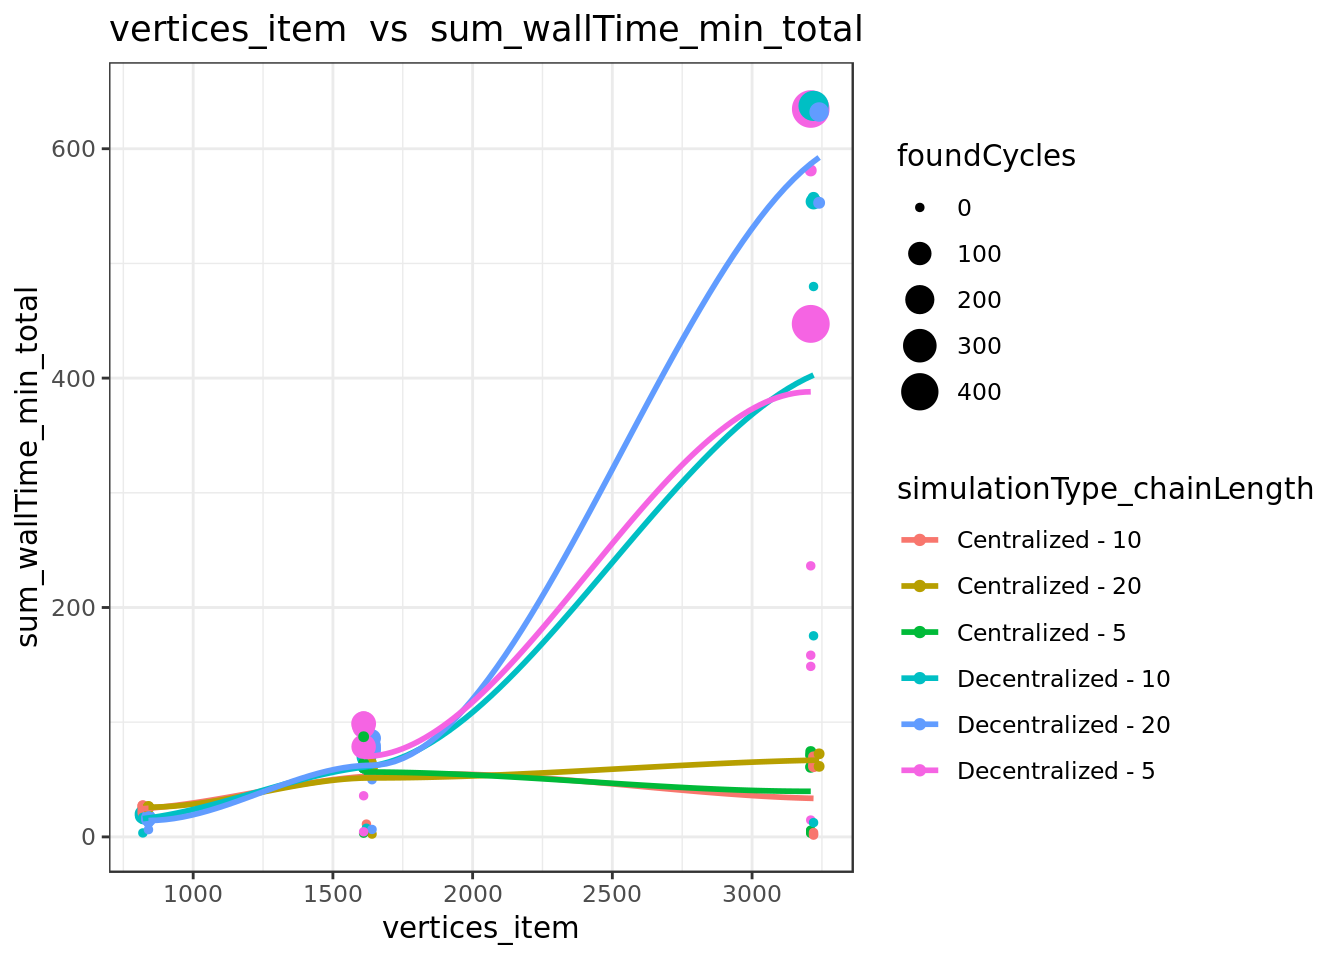 vertices_item vs sum_wallTime_min_total
sum_wallTime_min_total
600
400
200
0
1000 1500 2000 2500 3000
vertices_item
foundCycles
0
100
200
300
400
simulationType_chainLength
Centralized - 10
Centralized - 20
Centralized - 5
Decentralized - 10
Decentralized - 20
Decentralized - 5